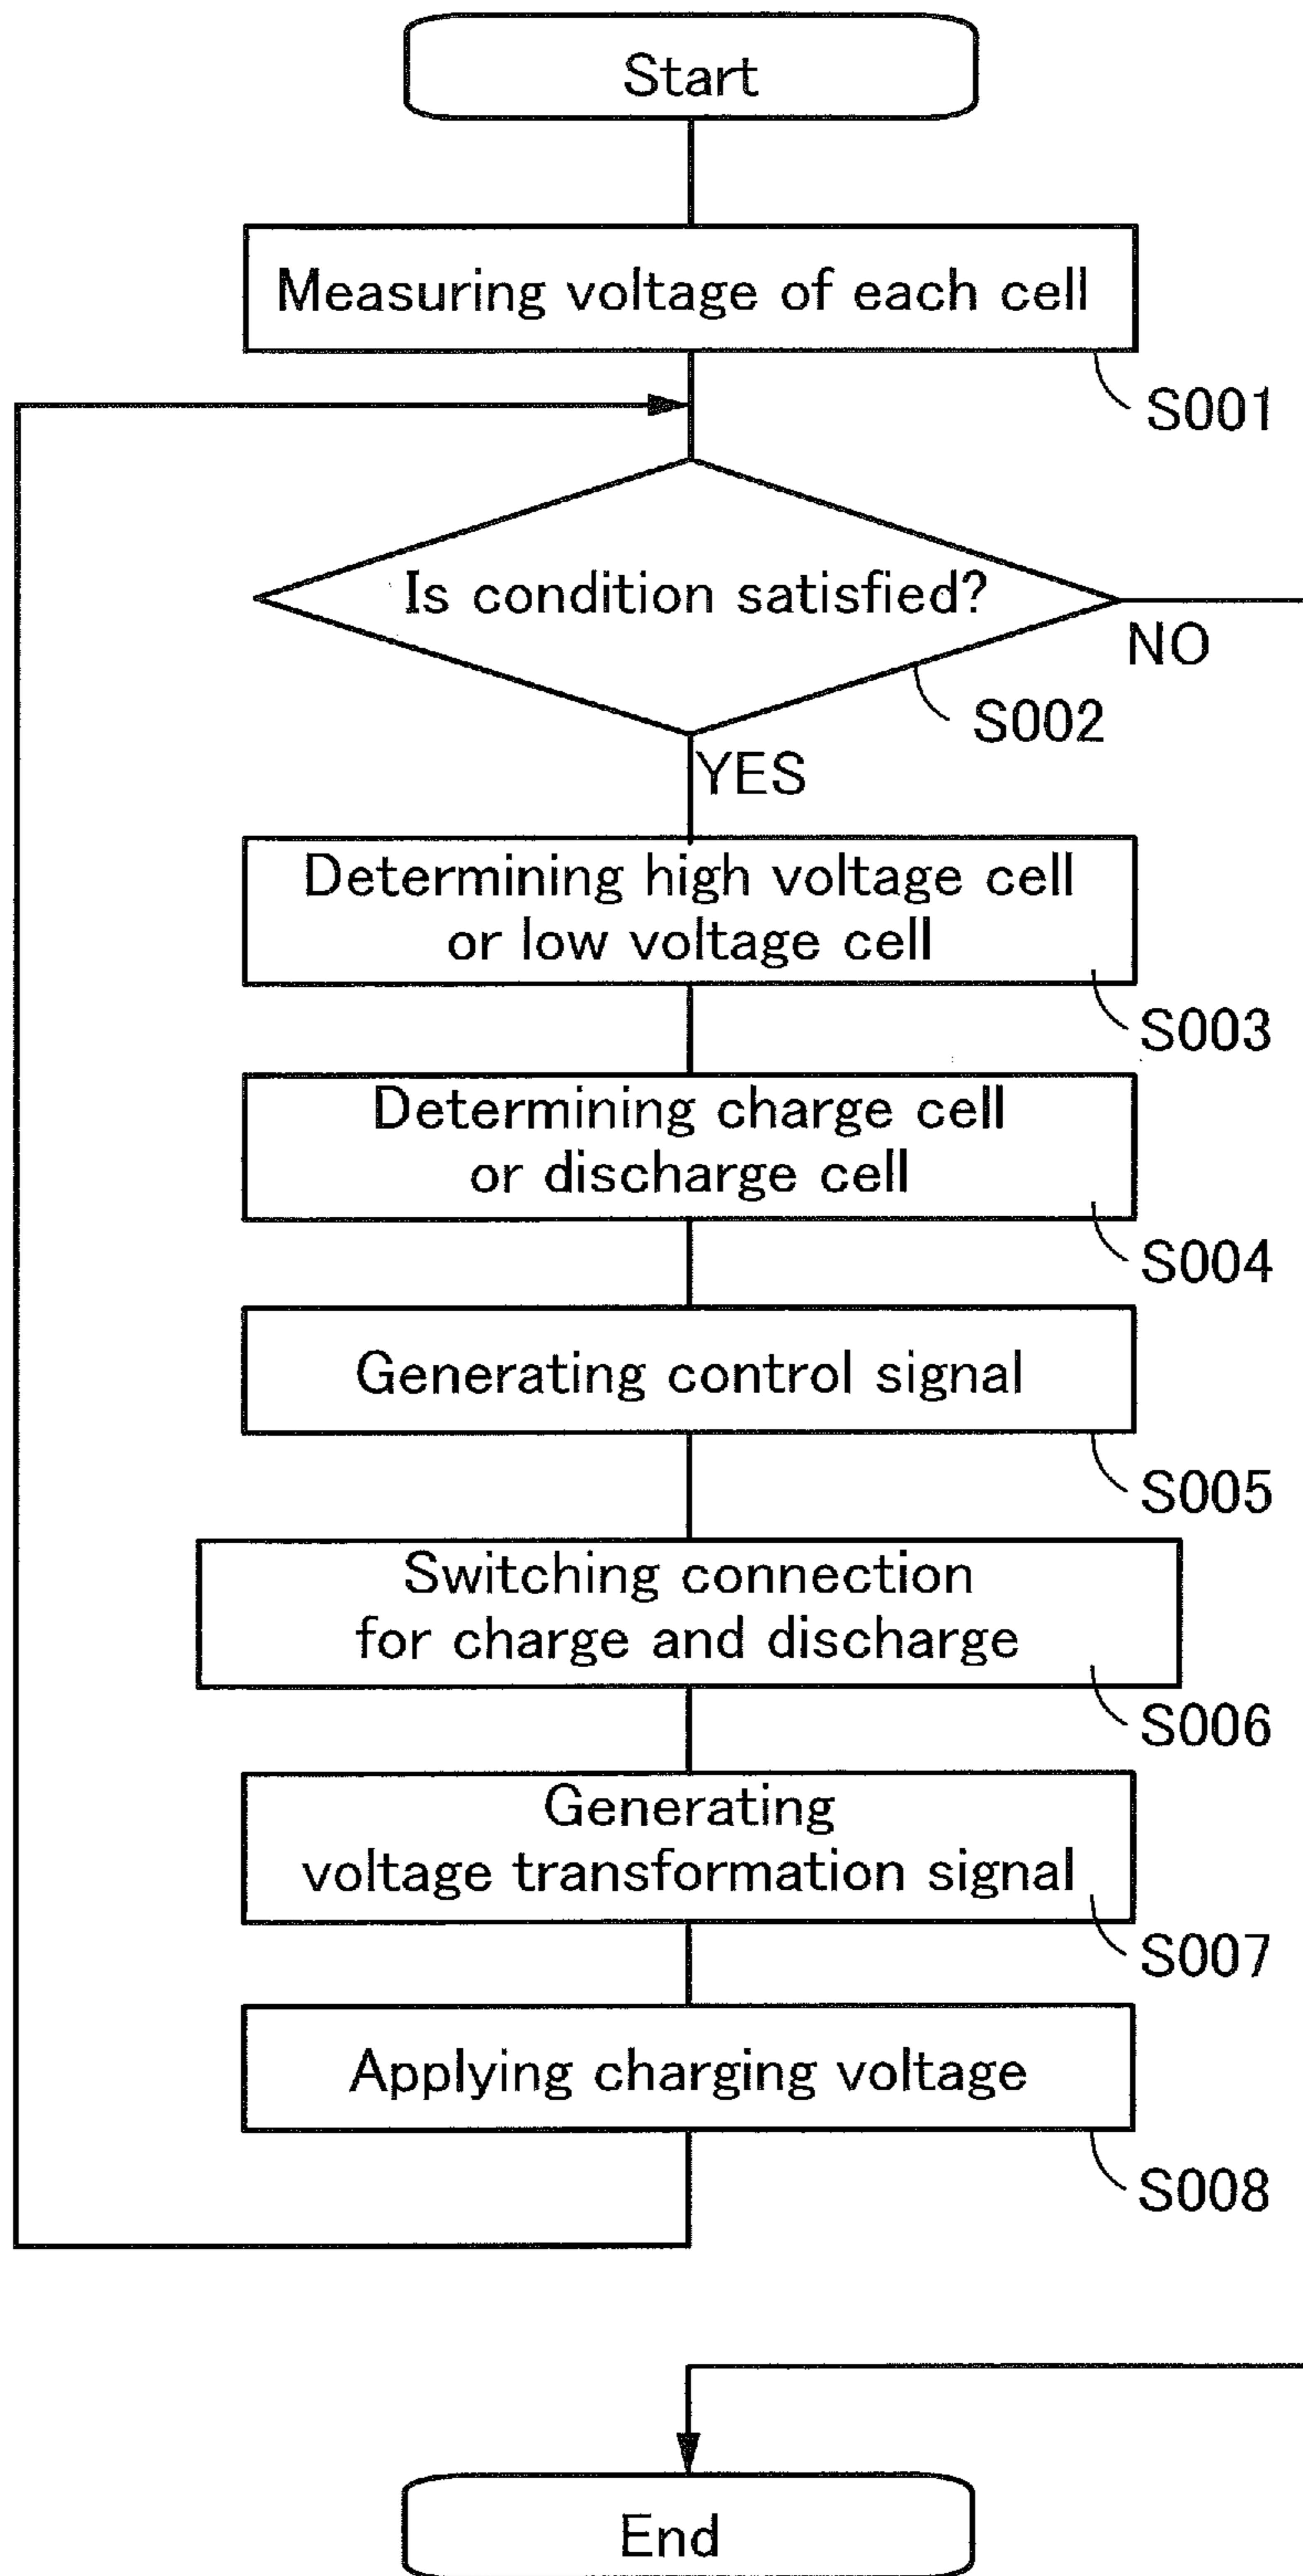 Start
Measuring voltage of each cell
S001
Is condition satisfied?
NO
S002
YES
Determining high voltage cell
or low voltage cell
S003
Determining charge cell
or discharge cell
S004
Generating control signal
S005
Switching connection
for charge and discharge
S006
Generating
voltage transformation signal
S007
Applying charging voltage
S008
End